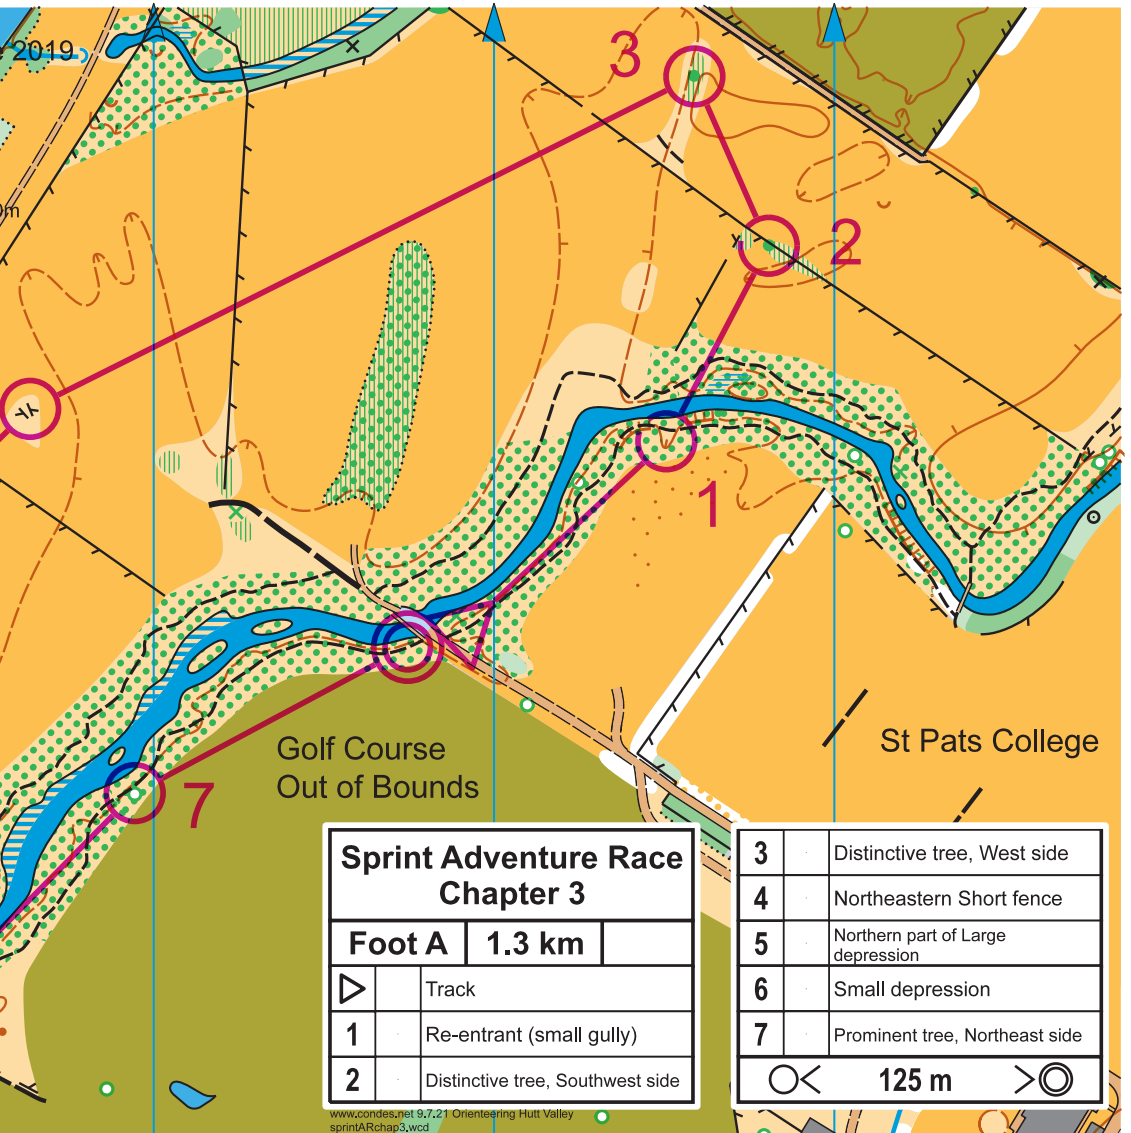 2019
3
0m
2
1
Golf Course
Out of Bounds
St Pats College
7
Sprint Adventure Race
Chapter 3
Foot A 1.3 km
Track
1 Re-entrant (small gully)
2 Distinctive tree, Southwest side
3 Distinctive tree, West side
4 Northeastern Short fence
5 Northern part of Large
depression
6 Small depression
7 Prominent tree, Northeast side
125 m
www.condes.net 9.7.21 Orienteering Hutt Valley
sprintARchap3.wcd